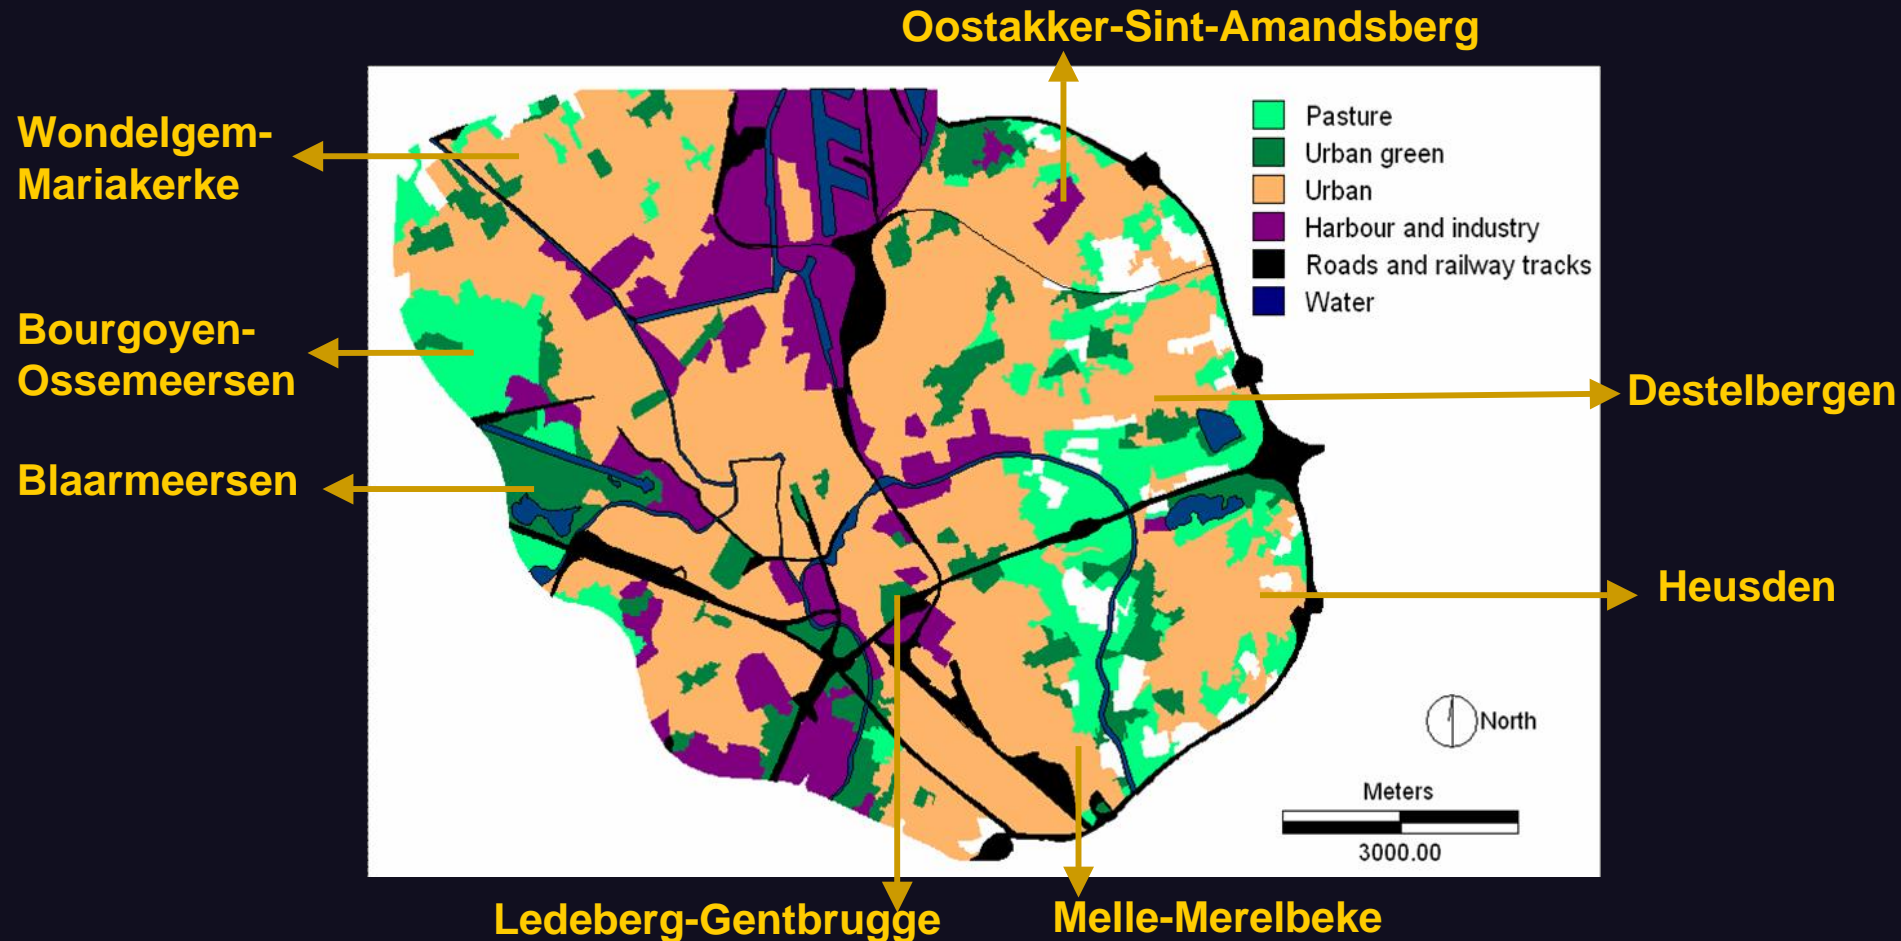 Oostakker-Sint-Amandsberg
Wondelgem-
Mariakerke
Pasture
Urban green
Urban
Harbour and industry
Roads and railway tracks
Water
Bourgoyen-
Ossemeersen
Destelbergen
Blaarmeersen
Heusden
North
Meters
3000.00
Ledeberg-Gentbrugge
Melle-Merelbeke